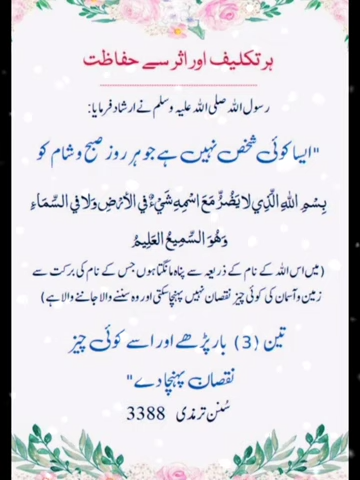 ہر تکلیف اور اثر سے حفاظت
رسول اللہ صلی اللہ علیہ وسلم نے ارشاد فرمایا:
"ایسا کوئی شخص نہیں ہے جو ہر روز صبح و شام کو
بِسْمِ اللهِ الَّذِي لَا يَضُرُّ مَعَ اسْمِهِ شَيْءٌ فِي الْأَرْضِ وَلَا فِي السَّمَاءِ
وَهُوَ السَّمِيعُ العَلِيمُ
(میں اس اللہ کے نام کے ذریعہ سے پناہ مانگتا ہوں جس کے نام کی برکت سے
زمین و آسمان کی کوئی چیز نقصان نہیں پہنچا سکتی اور وہ سننے والا جاننے والا ہے)
تین (3) بار پڑھے اور اسے کوئی چیز
نقصان پہنچا دے"
سُنن ترمذی 3388